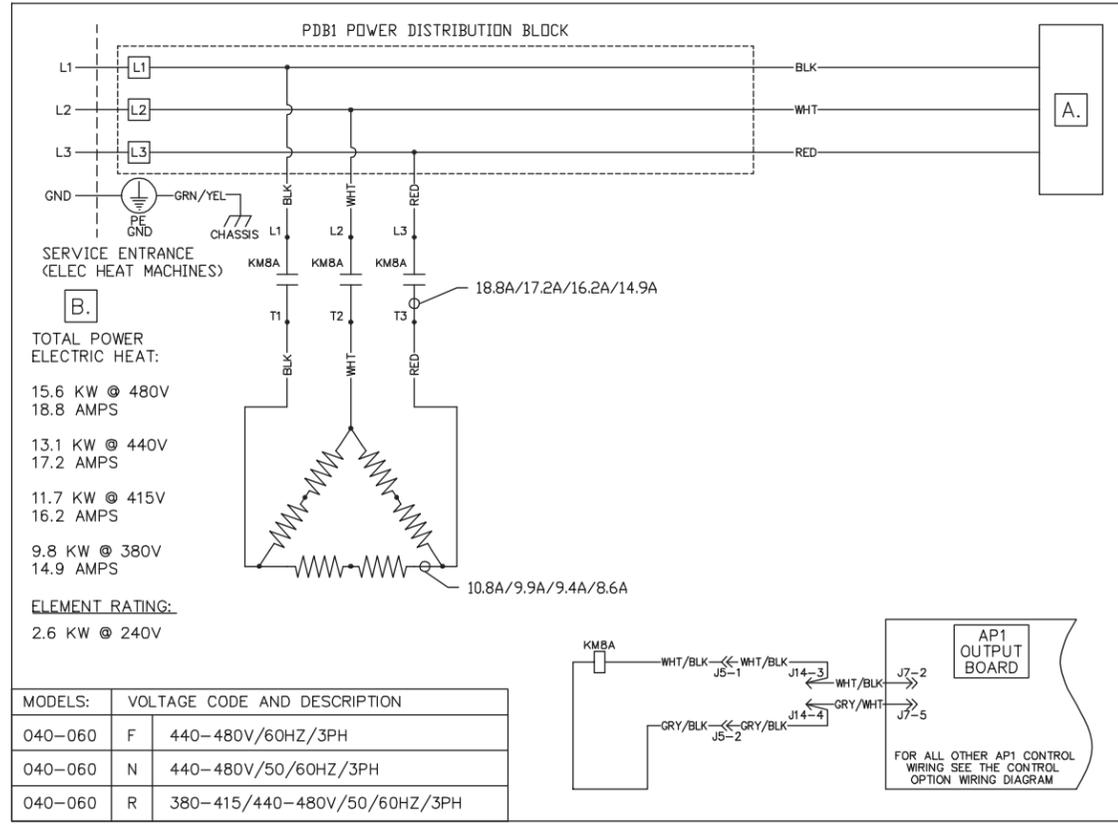 PDB1 POWER DISTRIBUTION BLOCK
L1 L1 BLK
L2 L2 WHT A.
L3 L3 RED
GND GRN/YEL BLK WHT RED
PE
GND
CHASSIS L1 L2 L3
SERVICE ENTRANCE
(ELEC HEAT MACHINES)
KM8A KM8A KM8A
B.
18.8A/17.2A/16.2A/14.9A
T1 T2 T3
TOTAL POWER
ELECTRIC HEAT:
BLK WHT RED
15.6 KW @ 480V
18.8 AMPS
13.1 KW @ 440V
17.2 AMPS
11.7 KW @ 415V
16.2 AMPS
9.8 KW @ 380V
14.9 AMPS
10.8A/9.9A/9.4A/8.6A
ELEMENT RATING:
2.6 KW @ 240V
KM8A
WHT/BLK WHT/BLK
J5-1 J14-3
WHT/BLK J7-2
GRY/WHT J7-5
GRY/BLK GRY/BLK J14-4
J5-2
AP1
OUTPUT
BOARD
FOR ALL OTHER AP1 CONTROL
WIRING SEE THE CONTROL
OPTION WIRING DIAGRAM
MODELS: VOLTAGE CODE AND DESCRIPTION
040-060 F 440-480V/60HZ/3PH
040-060 N 440-480V/50/60HZ/3PH
040-060 R 380-415/440-480V/50/60HZ/3PH